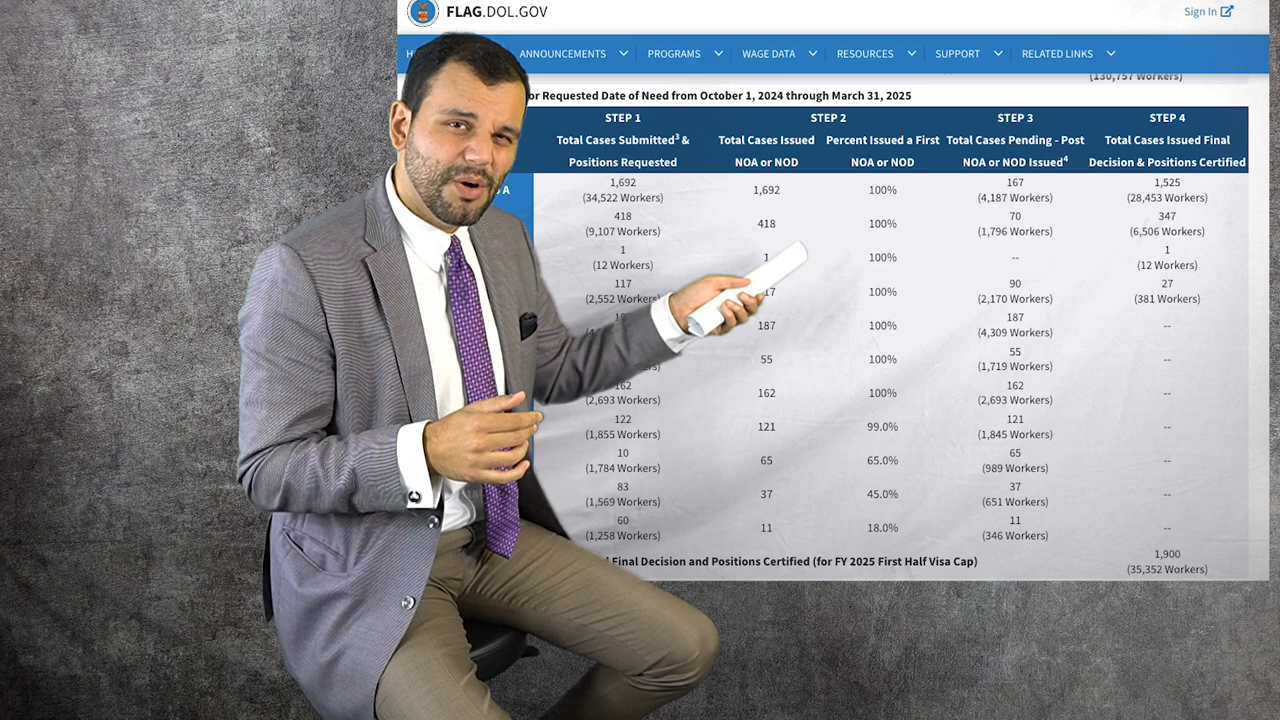 FLAG.DOL.GOV
Sign In
ANNOUNCEMENTS PROGRAMS WAGE DATA RESOURCES SUPPORT RELATED LINKS
(130,757 Workers)
Requested Date of Need from October 1, 2024 through March 31, 2025
STEP 1 STEP 2 STEP 3 STEP 4
Total Cases Submitted³ & Total Cases Issued Percent Issued a First Total Cases Pending - Post Total Cases Issued Final
Positions Requested NOA or NOD NOA or NOD NOA or NOD Issued⁴ Decision & Positions Certified
A
1,692 1,692 100% 167 1,525
(34,522 Workers) (4,187 Workers) (28,453 Workers)
418 418 100% 70 347
(9,107 Workers) (1,796 Workers) (6,506 Workers)
1 1 100% -- 1
(12 Workers) (12 Workers)
117 100% 90 27
(2,552 Workers) (2,170 Workers) (381 Workers)
187 100% 187 --
(4,309 Workers)
55 100% 55 --
(1,719 Workers)
162 162 100% 162 --
(2,693 Workers) (2,693 Workers)
122 121 99.0% 121 --
(1,855 Workers) (1,845 Workers)
10 65 65.0% 65 --
(1,784 Workers) (989 Workers)
83 37 45.0% 37 --
(1,569 Workers) (651 Workers)
60 11 18.0% 11 --
(1,258 Workers) (346 Workers)
Final Decision and Positions Certified (for FY 2025 First Half Visa Cap) 1,900
(35,352 Workers)